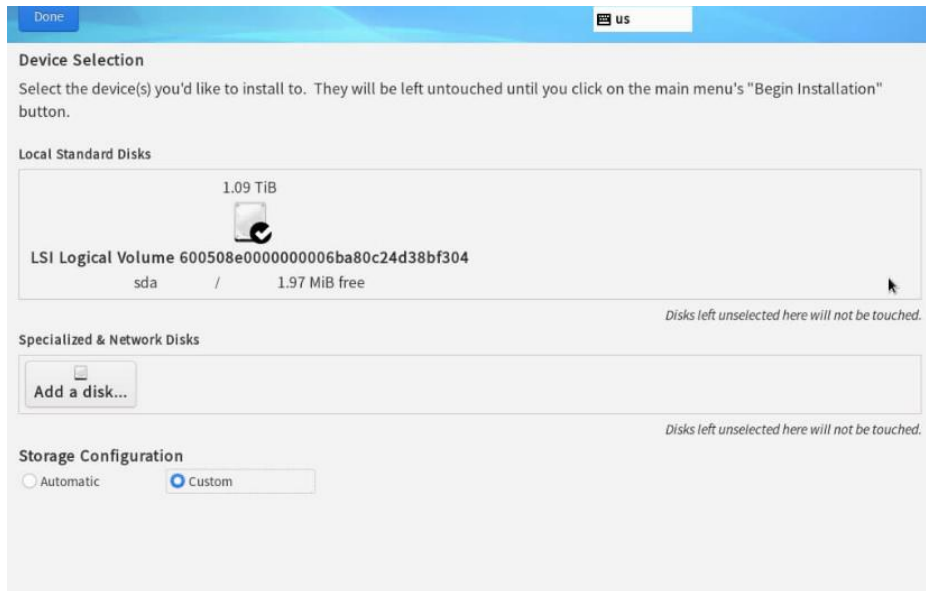 Done
us
Device Selection
Select the device(s) you'd like to install to. They will be left untouched until you click on the main menu's "Begin Installation"
button.
Local Standard Disks
1.09 TiB
LSI Logical Volume 600508e0000000006ba80c24d38bf304
sda / 1.97 MiB free
Disks left unselected here will not be touched.
Specialized & Network Disks
Add a disk...
Disks left unselected here will not be touched.
Storage Configuration
Automatic Custom